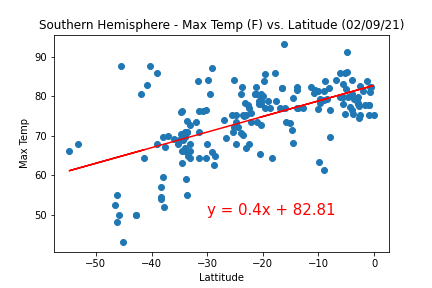 Southern Hemisphere - Max Temp (F) vs. Latitude (02/09/21)
90
80
70
60
50
Max Temp
y = 0.4x + 82.81
−50 −40 −30 −20 −10 0
Lattitude